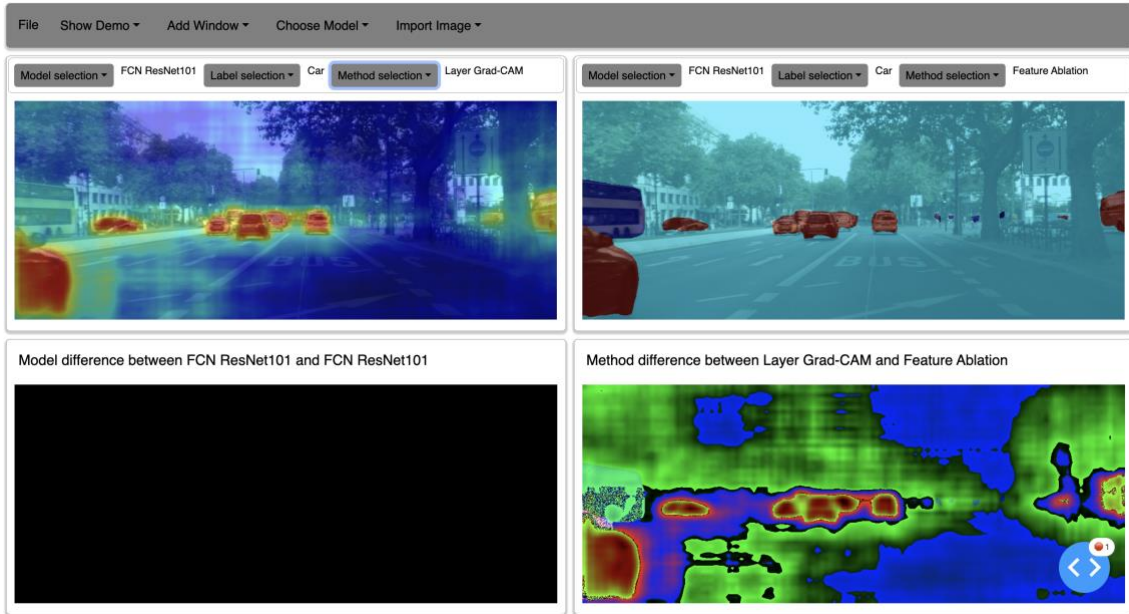 File Show Demo Add Window Choose Model Import Image
Model selection FCN ResNet101 Label selection Car Method selection Layer Grad-CAM
Model selection FCN ResNet101 Label selection Car Method selection Feature Ablation
BUS
BUS
Model difference between FCN ResNet101 and FCN ResNet101
Method difference between Layer Grad-CAM and Feature Ablation
1